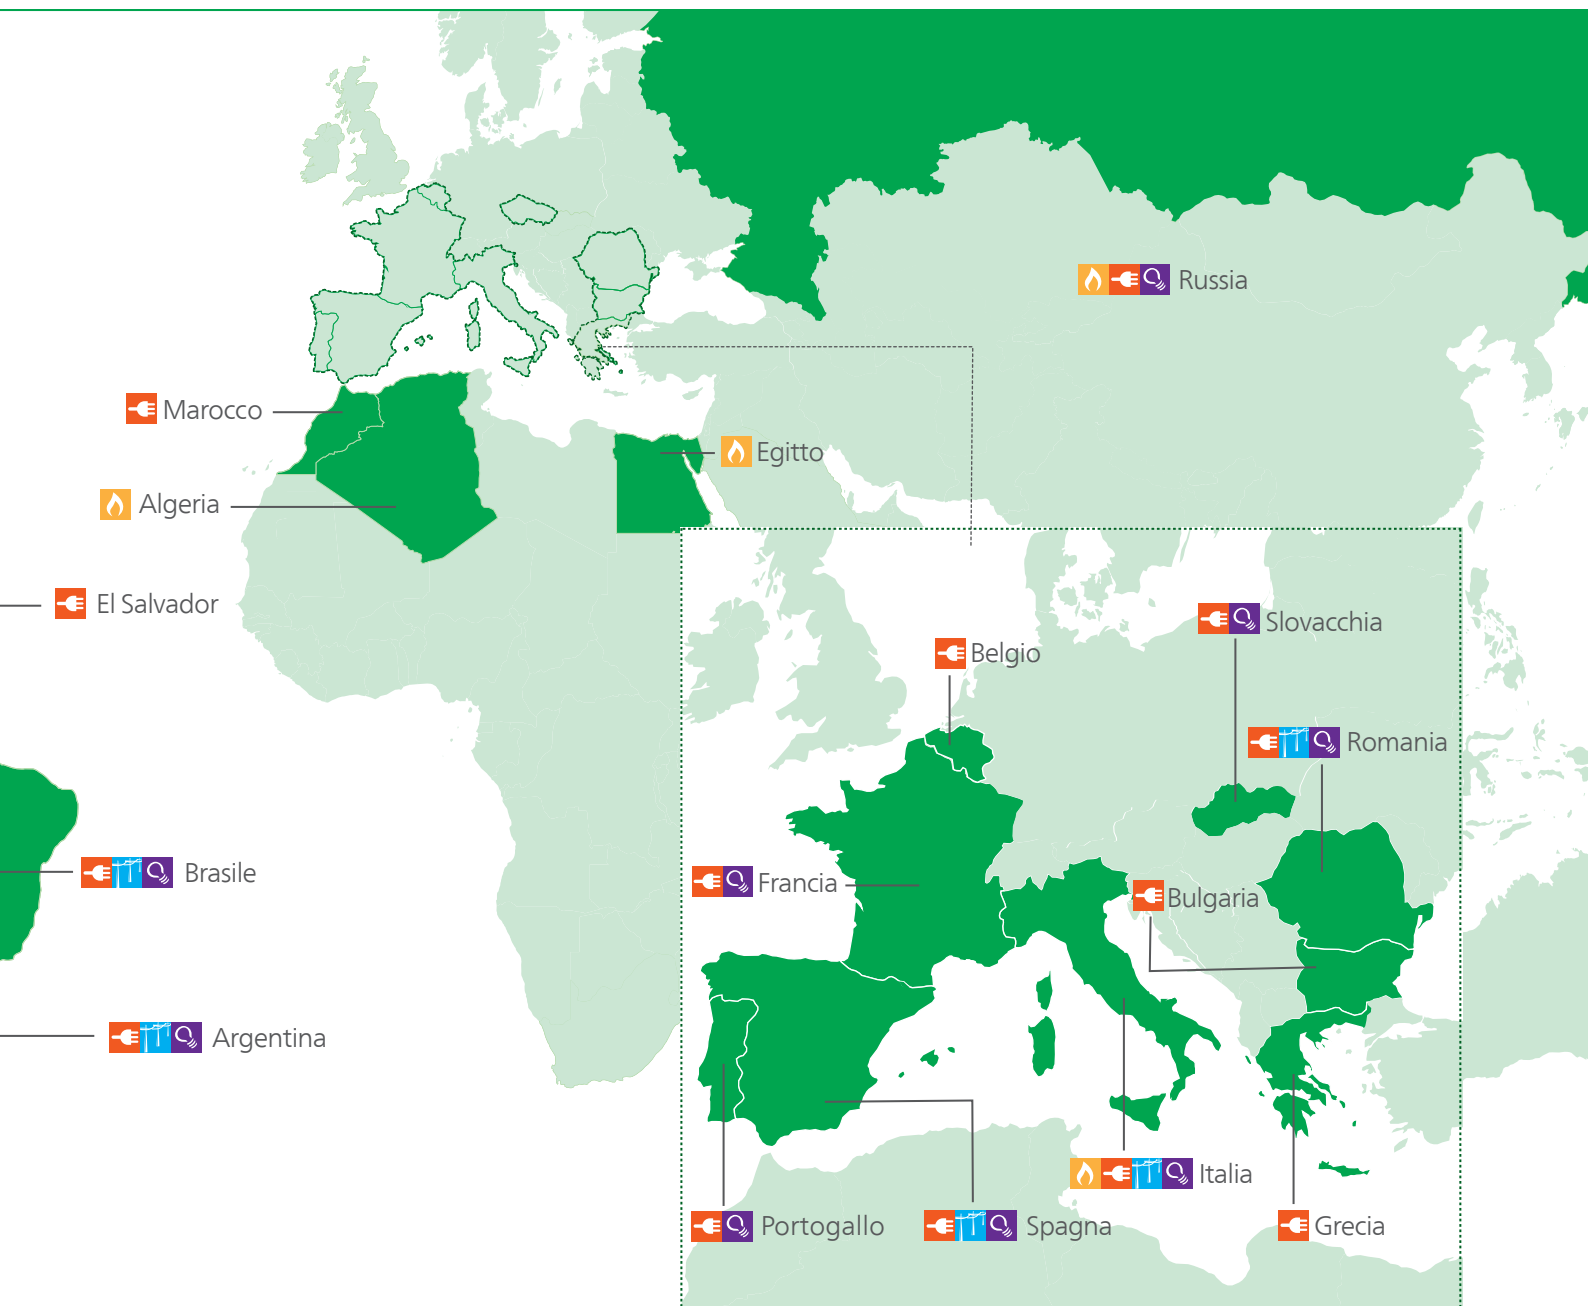 Russia
Marocco
Egitto
Algeria
El Salvador
Slovacchia
Belgio
Romania
Brasile
Francia
Bulgaria
Argentina
Italia
Portogallo
Spagna
Grecia